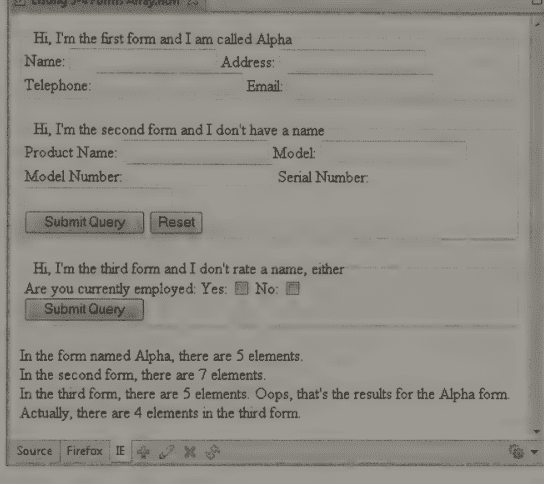 Hi, I'm the first form and I am called Alpha
Name: Address:
Telephone: Email:
Hi, I'm the second form and I don't have a name
Product Name: Model:
Model Number: Serial Number:
Submit Query Reset
Hi, I'm the third form and I don't rate a name, either
Are you currently employed: Yes: No:
Submit Query
In the form named Alpha, there are 5 elements.
In the second form, there are 7 elements.
In the third form, there are 5 elements. Oops, that's the results for the Alpha form.
Actually, there are 4 elements in the third form.
Source Firefox IE